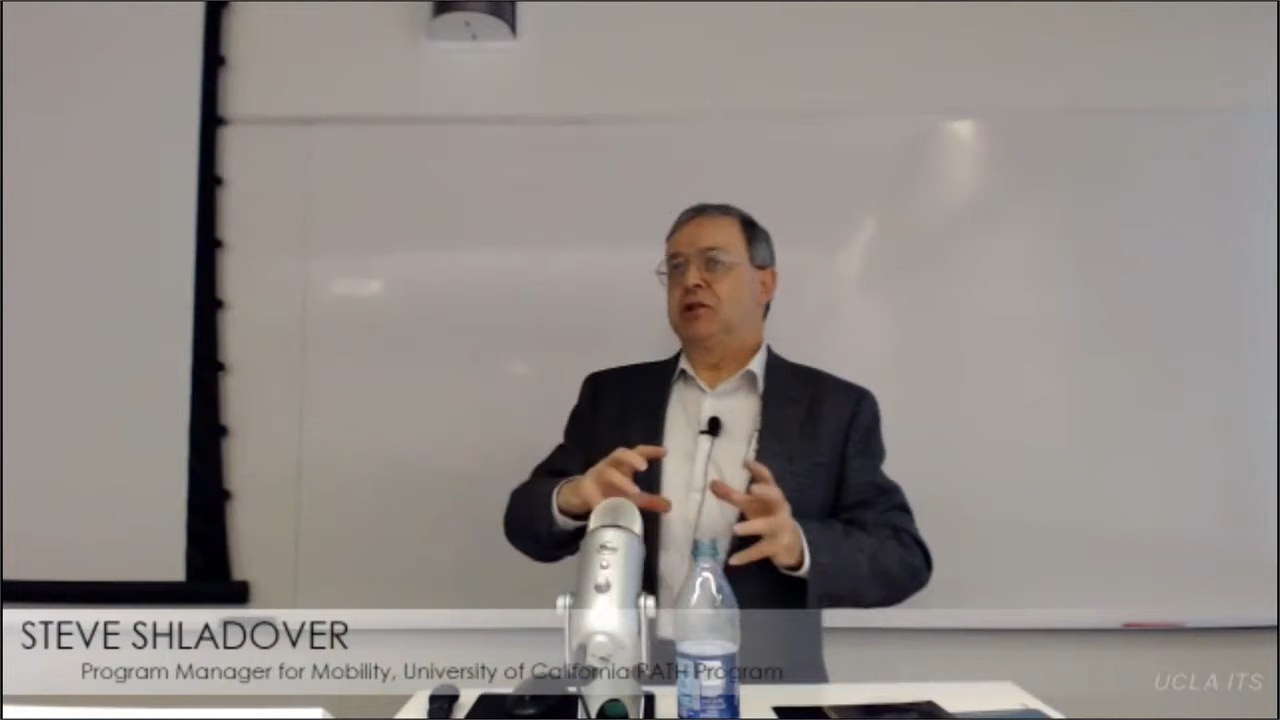 STEVE SHLADOVER
Program Manager for Mobility, University of California PATH Program
UCLA ITS